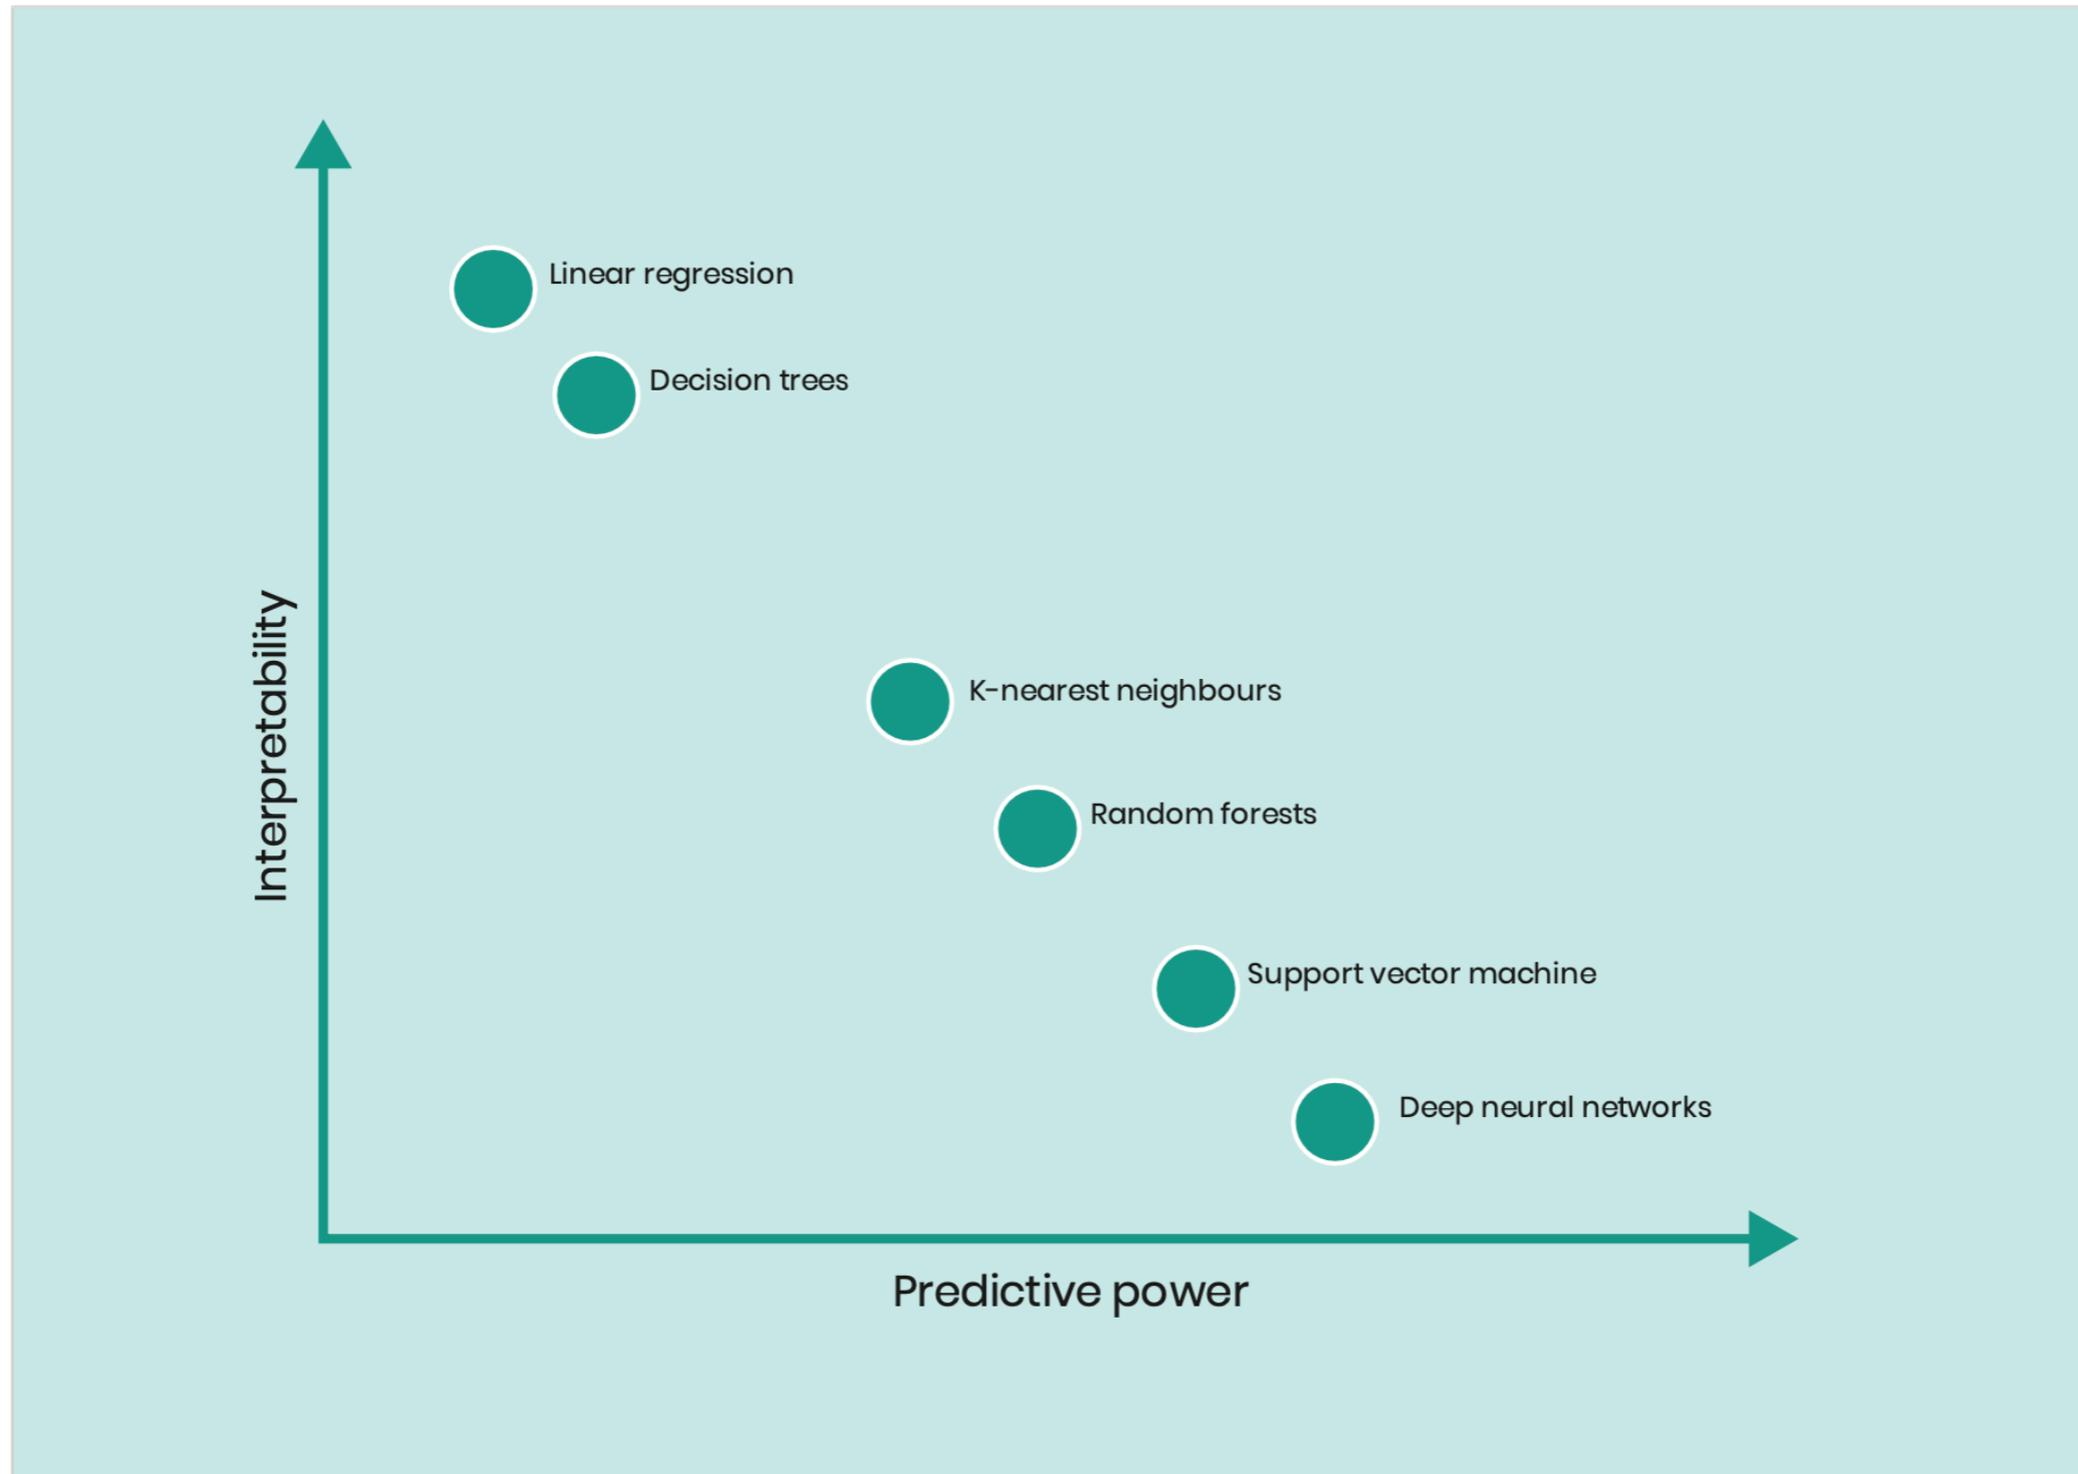 Linear regression
Decision trees
Interpretability
K-nearest neighbours
Random forests
Support vector machine
Deep neural networks
Predictive power